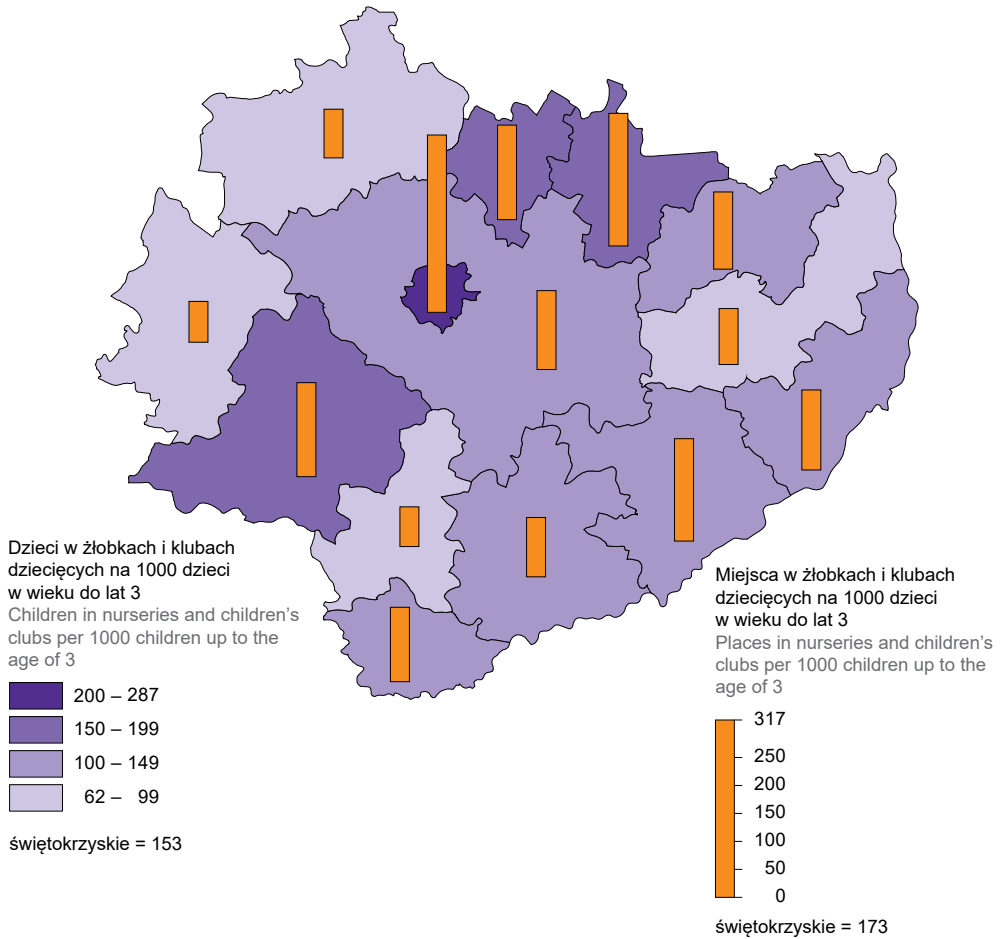 Dzieci w żłobkach i klubach
dziecięcych na 1000 dzieci
w wieku do lat 3
Children in nurseries and children's
clubs per 1000 children up to the
age of 3
200 – 287
150 – 199
100 – 149
62 – 99
świętokrzyskie = 153
Miejsca w żłobkach i klubach
dziecięcych na 1000 dzieci
w wieku do lat 3
Places in nurseries and children's
clubs per 1000 children up to the
age of 3
317
250
200
150
100
50
0
świętokrzyskie = 173